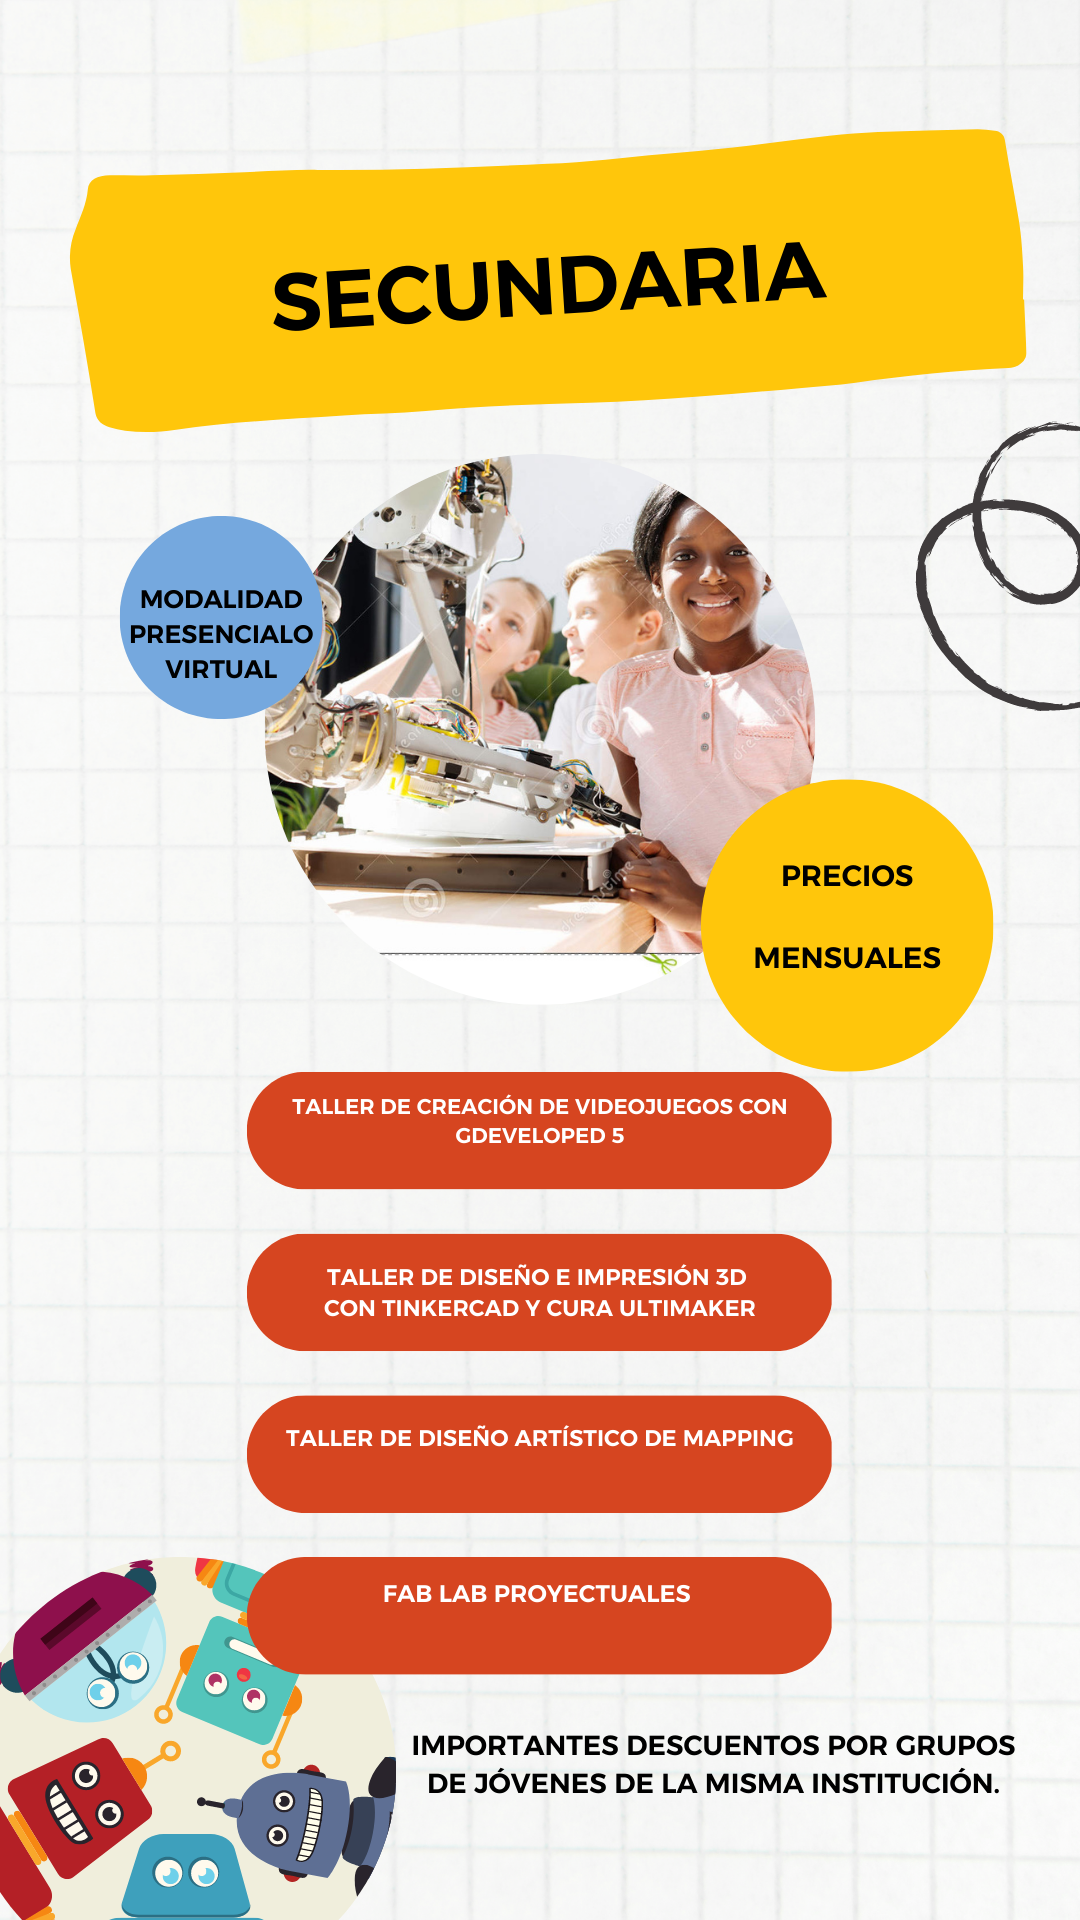 SECUNDARIA
MODALIDAD
PRESENCIALO
VIRTUAL
PRECIOS
MENSUALES
TALLER DE CREACIÓN DE VIDEOJUEGOS CON
GDEVELOPED 5
TALLER DE DISEÑO E IMPRESIÓN 3D
CON TINKERCAD Y CURA ULTIMAKER
TALLER DE DISEÑO ARTÍSTICO DE MAPPING
FAB LAB PROYECTUALES
IMPORTANTES DESCUENTOS POR GRUPOS
DE JÓVENES DE LA MISMA INSTITUCIÓN.